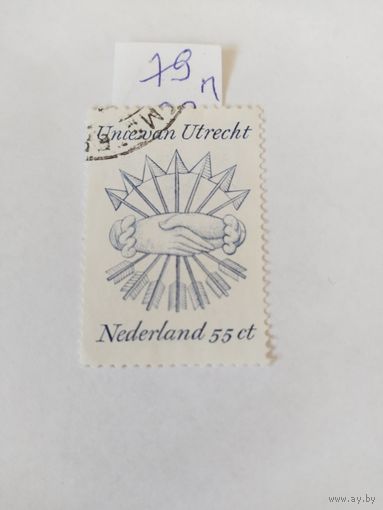 79
Unie van Utrecht
Nederland 55 ct
www.ay.by